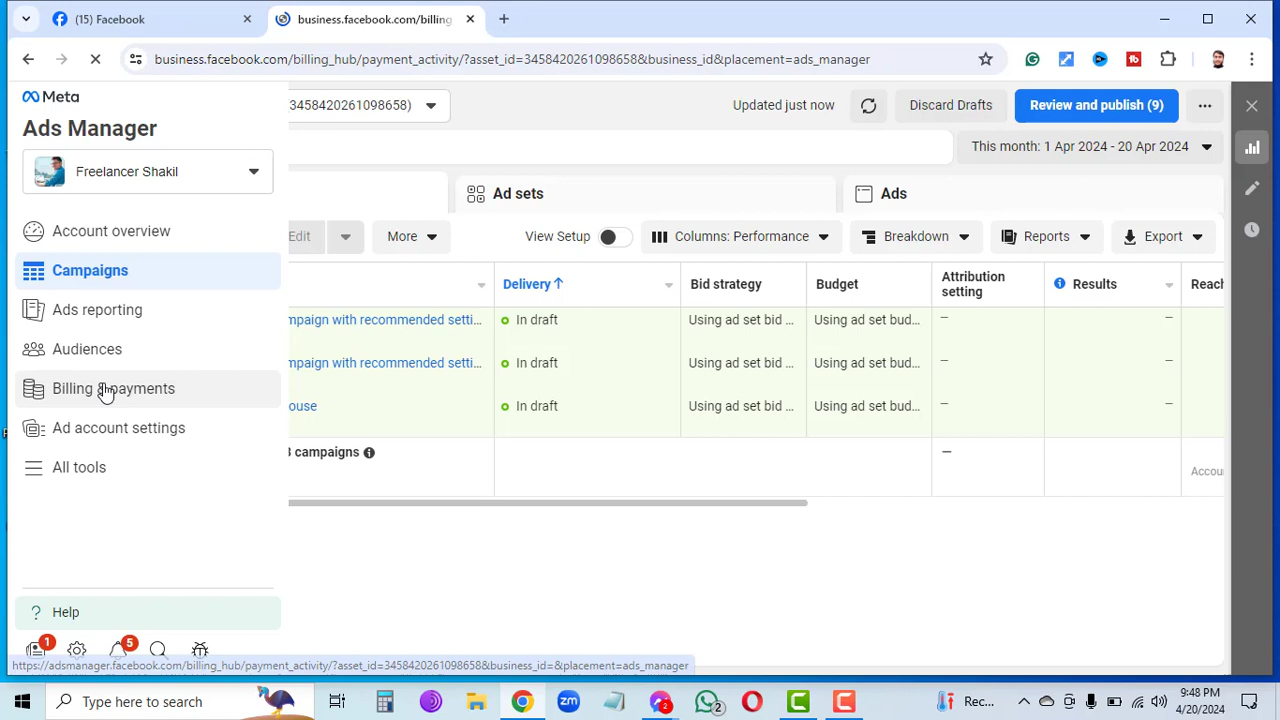 (15) Facebook
business.facebook.com/billing
business.facebook.com/billing_hub/payment_activity/?asset_id=3458420261098658&business_id&placement=ads_manager
Meta
Ads Manager
Freelancer Shakil
Account overview
Campaigns
Ads reporting
Audiences
Billing & payments
Ad account settings
All tools
Help
1
5
3458420261098658)
Updated just now
Discard Drafts
Review and publish (9)
This month: 1 Apr 2024 - 20 Apr 2024
Ad sets
Ads
Edit
More
View Setup
Columns: Performance
Breakdown
Reports
Export
Delivery ↑
Bid strategy
Budget
Attribution setting
Results
Reach
mpaign with recommended setti...
In draft
Using ad set bid ...
Using ad set bud...
—
—
mpaign with recommended setti...
In draft
Using ad set bid ...
Using ad set bud...
—
—
ouse
In draft
Using ad set bid ...
Using ad set bud...
—
—
3 campaigns
—
Accou
https://adsmanager.facebook.com/billing_hub/payment_activity/?asset_id=3458420261098658&business_id=&placement=ads_manager
Type here to search
zm
2
2
Rec...
9:48 PM
4/20/2024